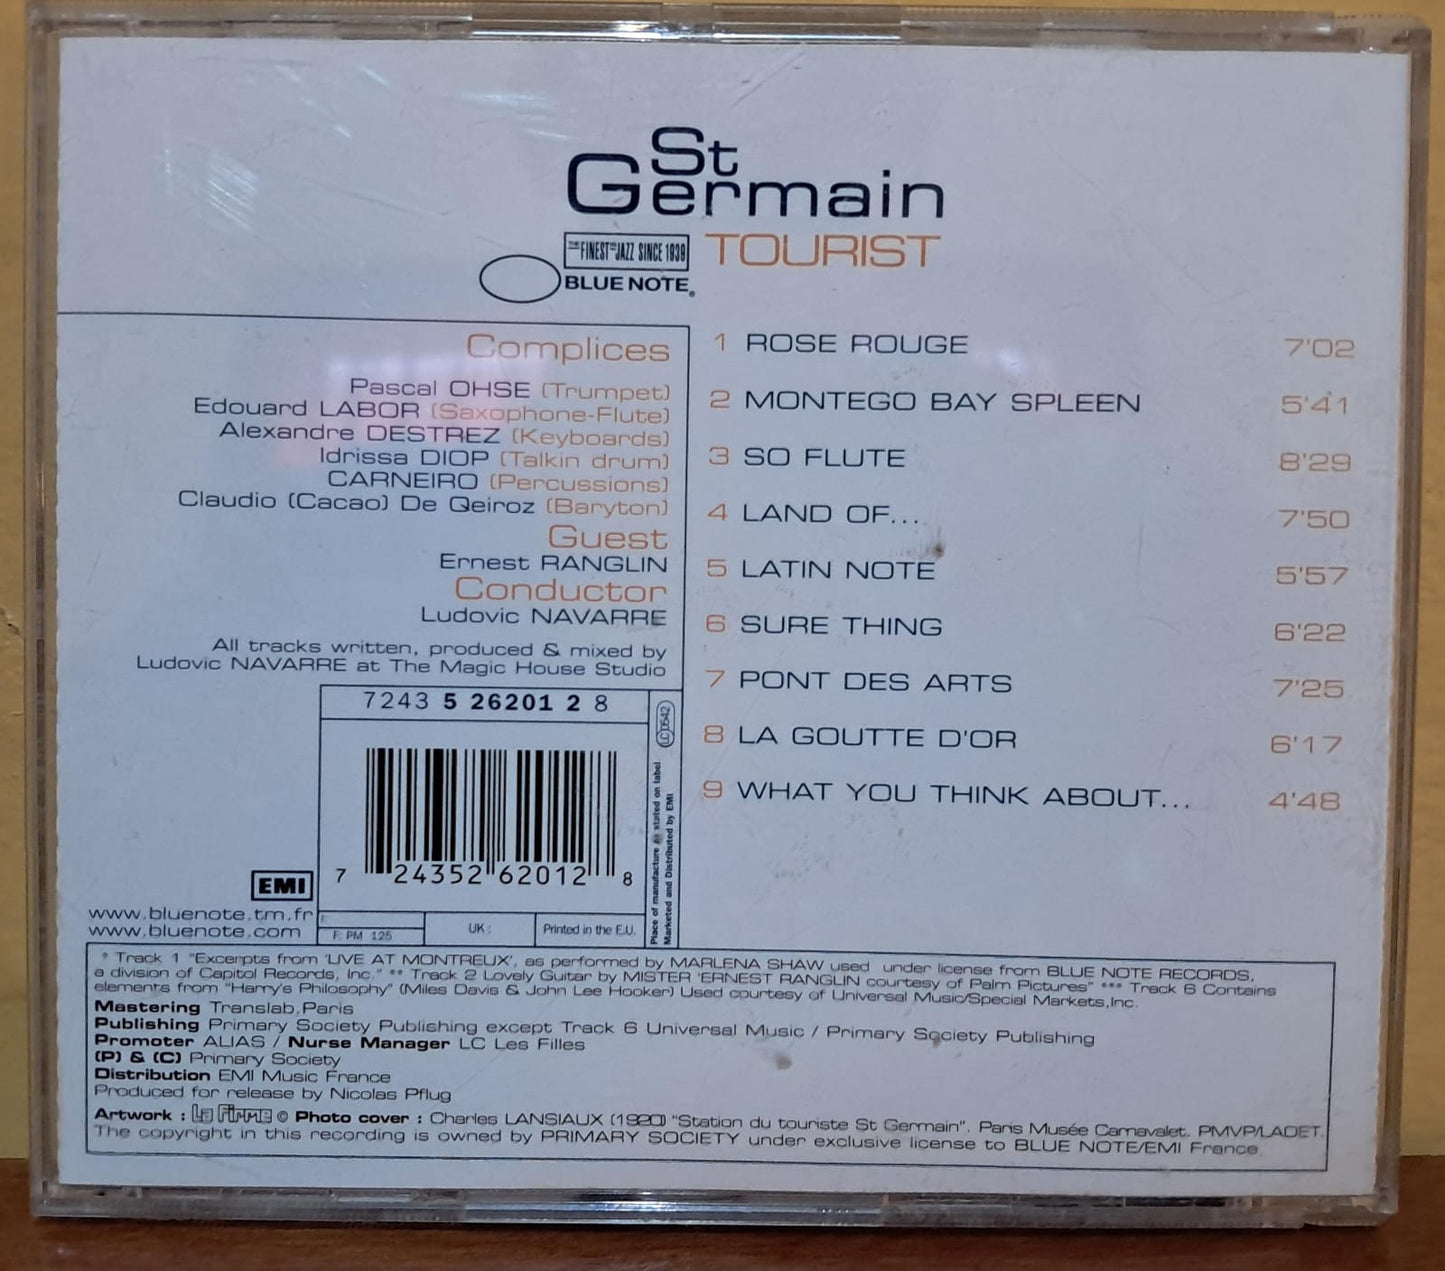 St
Germain
TOURIST
THE FINEST IN JAZZ SINCE 1939
BLUE NOTE®
Complices
Pascal OHSE (Trumpet)
Edouard LABOR (Saxophone-Flute)
Alexandre DESTREZ (Keyboards)
Idrissa DIOP (Talkin drum)
CARNEIRO (Percussions)
Claudio (Cacao) De Qeiroz (Baryton)
Guest
Ernest RANGLIN
Conductor
Ludovic NAVARRE
All tracks written, produced & mixed by
Ludovic NAVARRE at The Magic House Studio
1 ROSE ROUGE 7'02
2 MONTEGO BAY SPLEEN 5'41
3 SO FLUTE 8'29
4 LAND OF... 7'50
5 LATIN NOTE 5'57
6 SURE THING 6'22
7 PONT DES ARTS 7'25
8 LA GOUTTE D'OR 6'17
9 WHAT YOU THINK ABOUT... 4'48
7243 5 26201 2 8
7 24352 62012 8
LC 0542
Place of manufacture as stated on label
Marketed and Distributed by EMI
EMI
www.bluenote.tm.fr
www.bluenote.com
F: PM 125
UK:
Printed in the E.U.
* Track 1 "Excerpts from 'LIVE AT MONTREUX', as performed by MARLENA SHAW used under license from BLUE NOTE RECORDS,
a division of Capitol Records, Inc." ** Track 2 Lovely Guitar by MISTER 'ERNEST RANGLIN courtesy of Palm Pictures" *** Track 6 Contains
elements from "Harry's Philosophy" (Miles Davis & John Lee Hooker) Used courtesy of Universal Music/Special Markets,Inc.
Mastering Translab,Paris
Publishing Primary Society Publishing except Track 6 Universal Music / Primary Society Publishing
Promoter ALIAS / Nurse Manager LC Les Filles
(P) & (C) Primary Society
Distribution EMI Music France
Produced for release by Nicolas Pflug
Artwork : La Firme © Photo cover : Charles LANSIAUX (1920) "Station du touriste St Germain". Paris Musée Carnavalet. PMVP/LADET.
The copyright in this recording is owned by PRIMARY SOCIETY under exclusive license to BLUE NOTE/EMI France